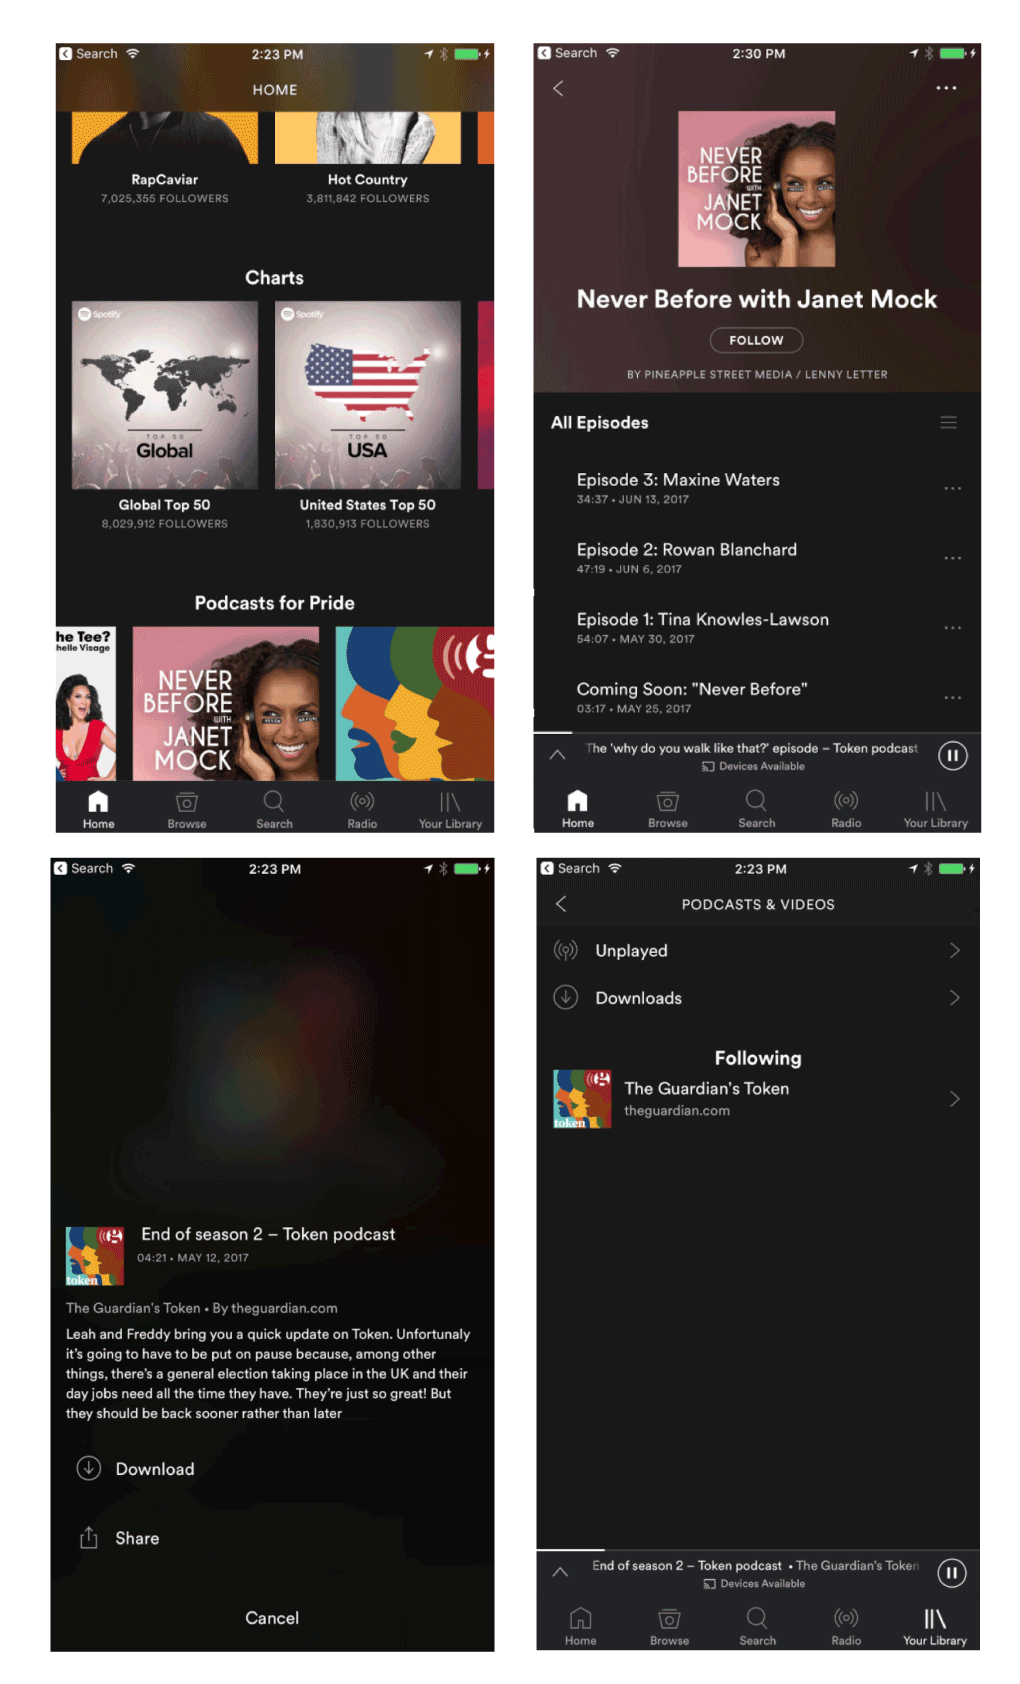 Search
2:23 PM
HOME
RapCaviar
Hot Country
7,025,355 FOLLOWERS
3,811,842 FOLLOWERS
Charts
Spotify
Spotify
TOP 50
Global
TOP 50
USA
Global Top 50
United States Top 50
8,029,912 FOLLOWERS
1,830,913 FOLLOWERS
Podcasts for Pride
he Tee?
helle Visage
NEVER
BEFORE
WITH
JANET
MOCK
NEVER BEFORE
Home
Browse
Search
Radio
Your Library
Search
2:30 PM
NEVER
BEFORE
WITH
JANET
MOCK
Never Before with Janet Mock
FOLLOW
BY PINEAPPLE STREET MEDIA / LENNY LETTER
All Episodes
Episode 3: Maxine Waters
34:37 • JUN 13, 2017
Episode 2: Rowan Blanchard
47:19 • JUN 6, 2017
Episode 1: Tina Knowles-Lawson
54:07 • MAY 30, 2017
Coming Soon: "Never Before"
03:17 • MAY 25, 2017
The 'why do you walk like that?' episode – Token podcast
Devices Available
Home
Browse
Search
Radio
Your Library
Search
2:23 PM
token
End of season 2 – Token podcast
04:21 • MAY 12, 2017
The Guardian's Token • By theguardian.com
Leah and Freddy bring you a quick update on Token. Unfortunaly
it's going to have to be put on pause because, among other
things, there's a general election taking place in the UK and their
day jobs need all the time they have. They're just so great! But
they should be back sooner rather than later
Download
Share
Cancel
Search
2:23 PM
PODCASTS & VIDEOS
Unplayed
Downloads
Following
token
The Guardian's Token
theguardian.com
End of season 2 – Token podcast • The Guardian's Token
Devices Available
Home
Browse
Search
Radio
Your Library